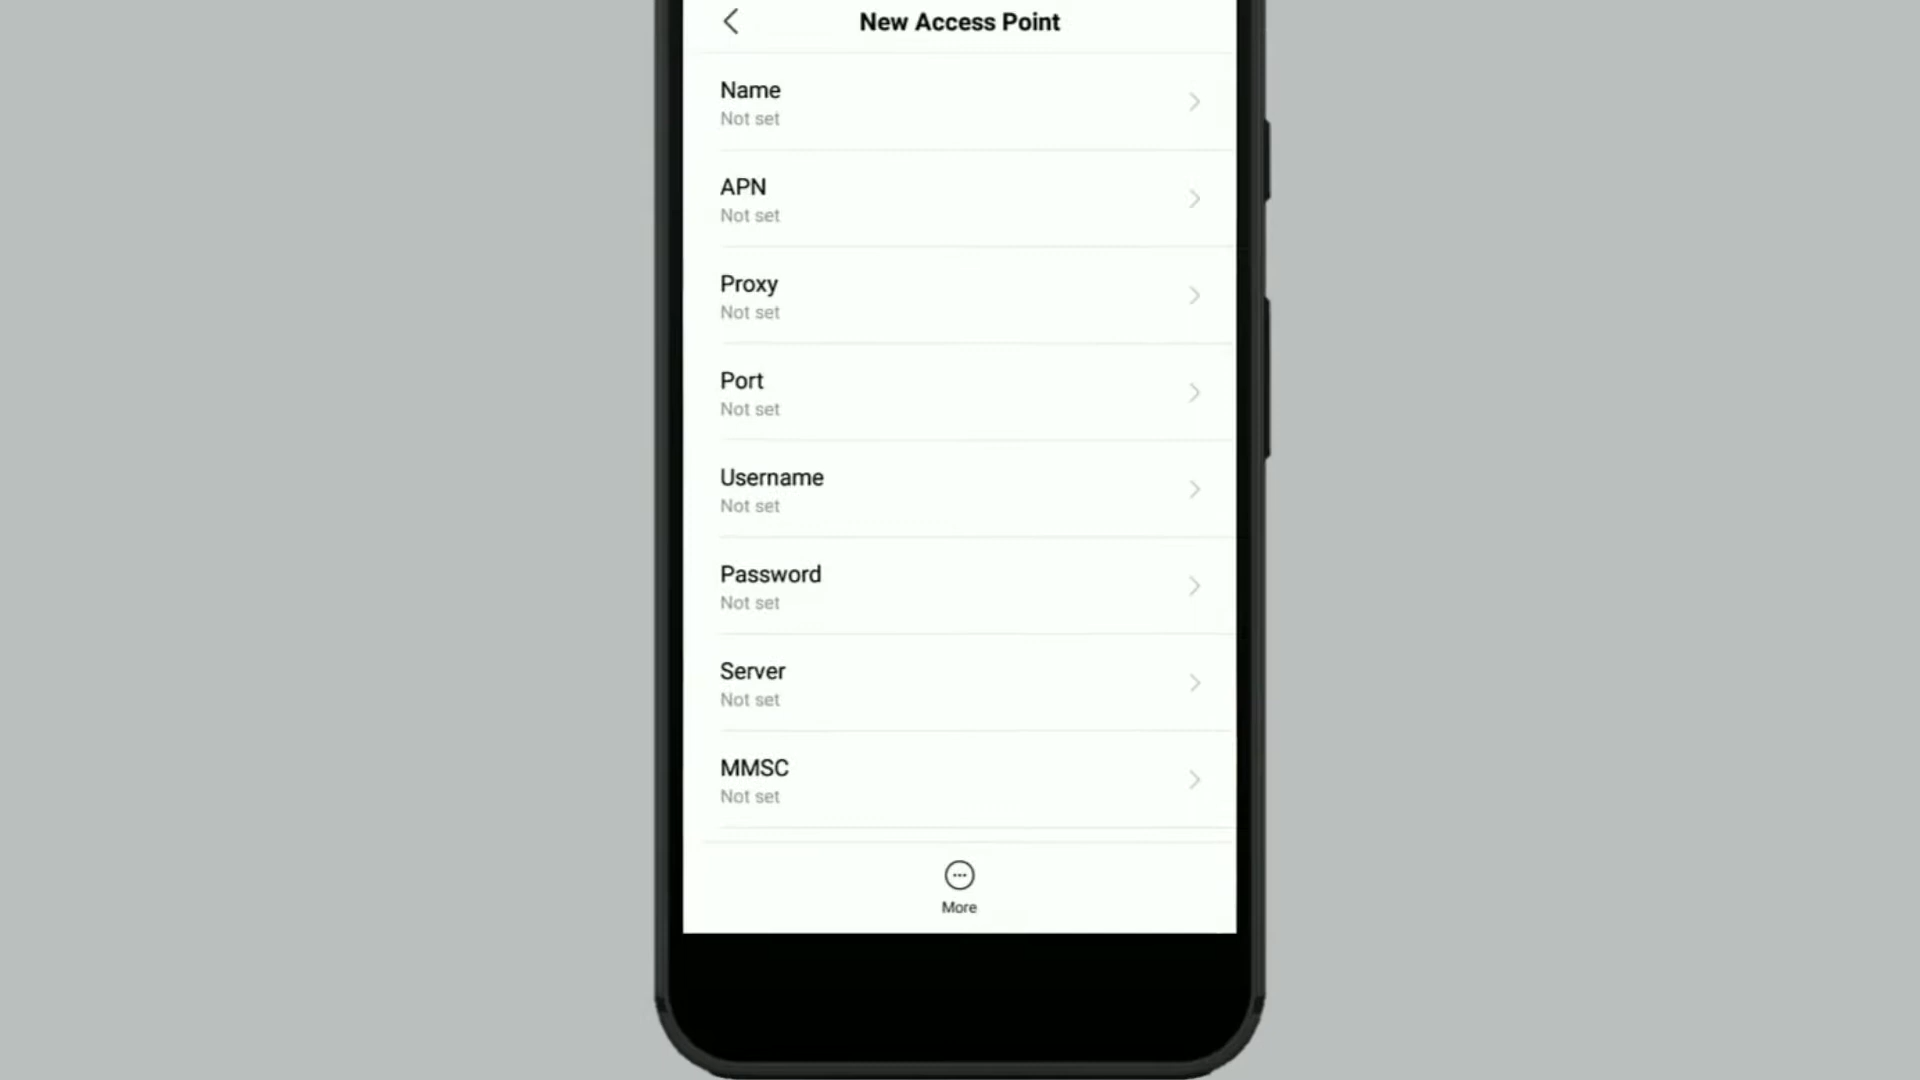 New Access Point
Name
Not set
APN
Not set
Proxy
Not set
Port
Not set
Username
Not set
Password
Not set
Server
Not set
MMSC
Not set
More